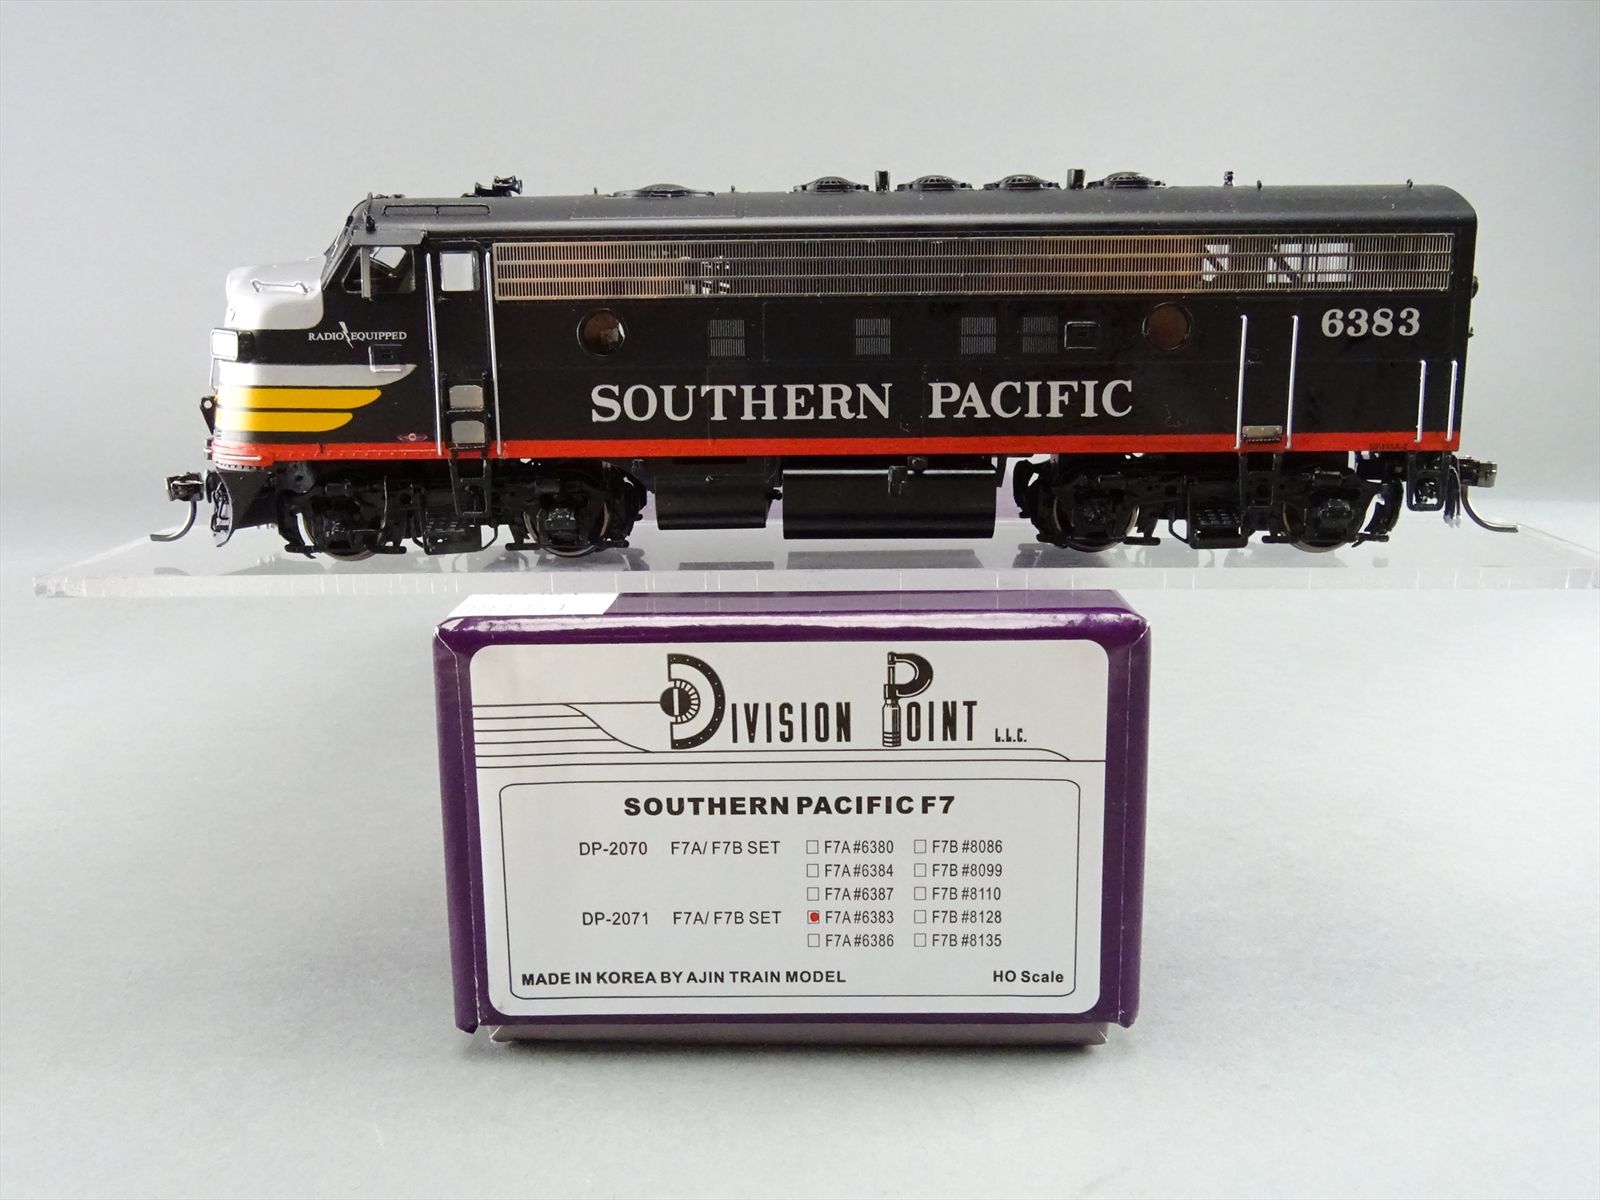 RADIO EQUIPPED
6383
SOUTHERN PACIFIC
DIVISION POINT L.L.C.
SOUTHERN PACIFIC F7
DP-2070 F7A/ F7B SET F7A #6380 F7B #8086
F7A #6384 F7B #8099
F7A #6387 F7B #8110
DP-2071 F7A/ F7B SET F7A #6383 F7B #8128
F7A #6386 F7B #8135
MADE IN KOREA BY AJIN TRAIN MODEL HO Scale